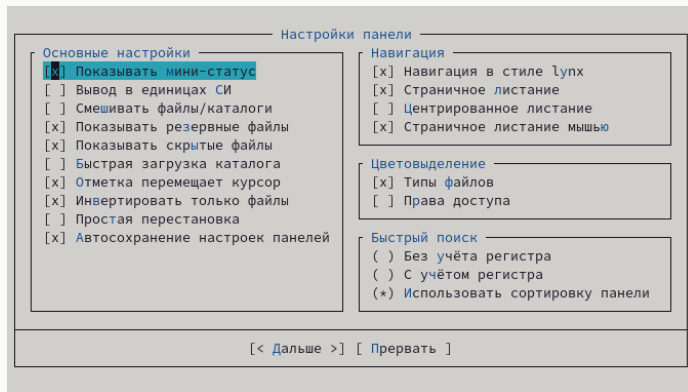 Настройки панели
Основные настройки
[x] Показывать мини-статус
[ ] Вывод в единицах СИ
[ ] Смешивать файлы/каталоги
[x] Показывать резервные файлы
[x] Показывать скрытые файлы
[ ] Быстрая загрузка каталога
[x] Отметка перемещает курсор
[x] Инвертировать только файлы
[ ] Простая перестановка
[x] Автосохранение настроек панелей
Навигация
[x] Навигация в стиле lynx
[x] Страничное листание
[ ] Центрированное листание
[x] Страничное листание мышью
Цветовыделение
[x] Типы файлов
[ ] Права доступа
Быстрый поиск
( ) Без учёта регистра
( ) С учётом регистра
(*) Использовать сортировку панели
[< Дальше >] [ Прервать ]